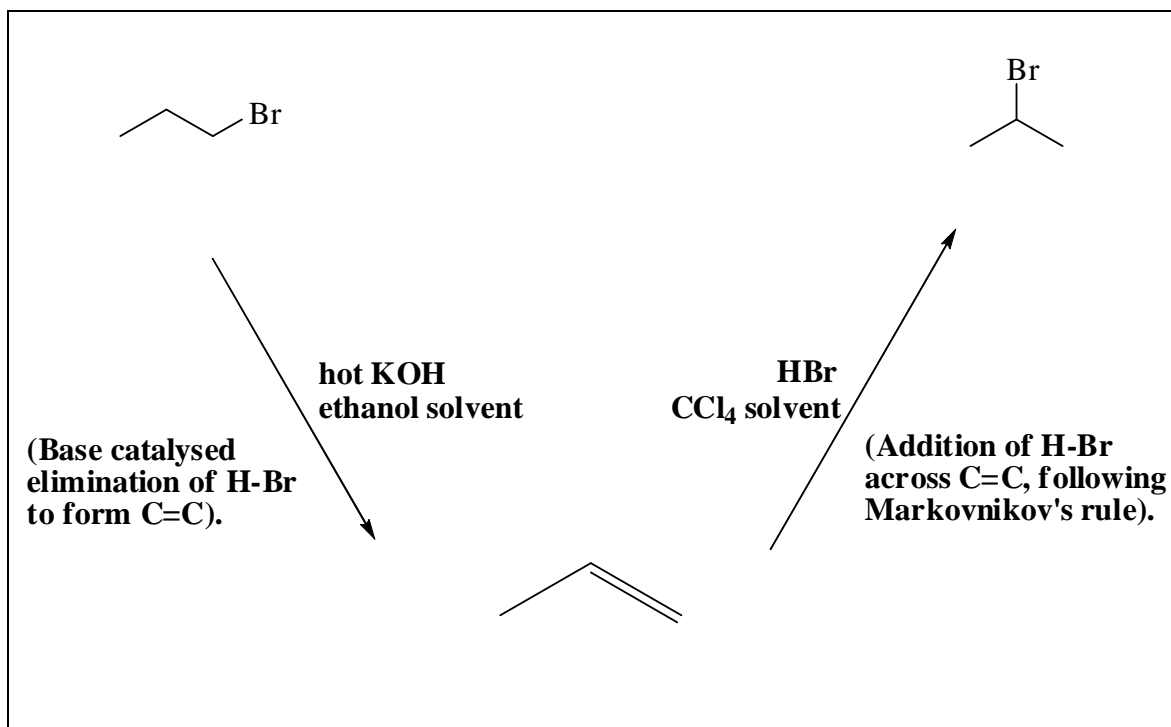 Br
Br
hot KOH
ethanol solvent
(Base catalysed
elimination of H-Br
to form C=C).
HBr
CCl4 solvent
(Addition of H-Br
across C=C, following
Markovnikov's rule).